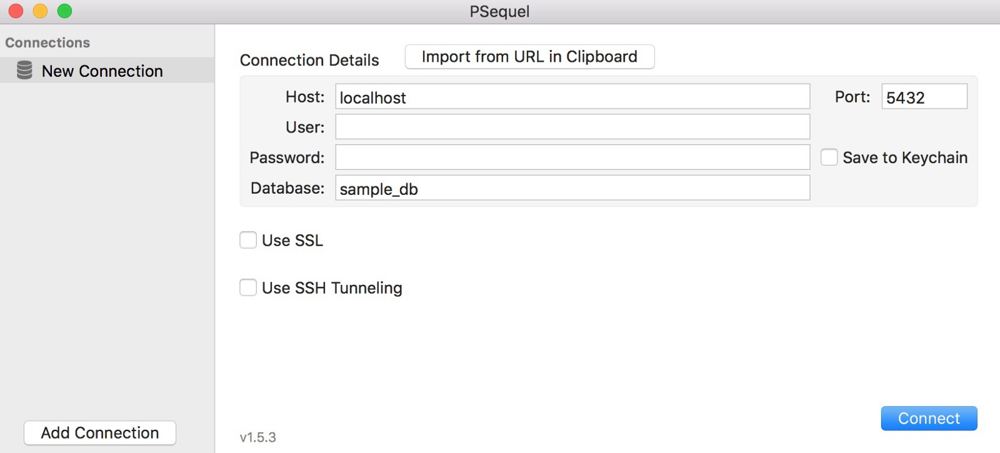 PSequel
Connections
New Connection
Add Connection
Connection Details Import from URL in Clipboard
Host: localhost Port: 5432
User:
Password: Save to Keychain
Database: sample_db
Use SSL
Use SSH Tunneling
Connect
v1.5.3